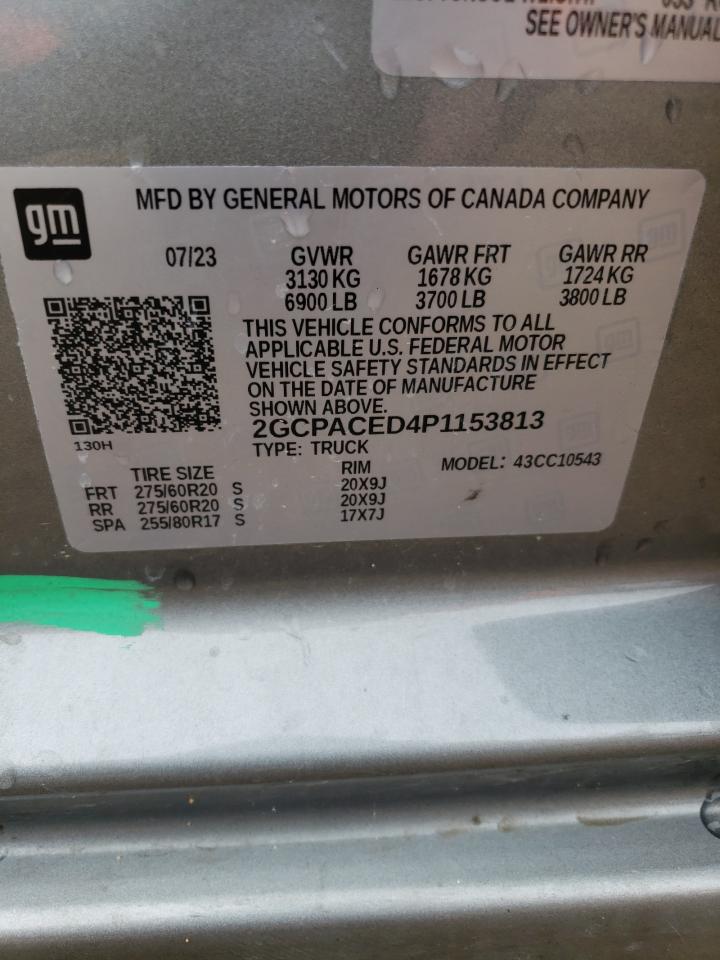 SEE OWNER'S MANUAL
gm
MFD BY GENERAL MOTORS OF CANADA COMPANY
07/23 GVWR GAWR FRT GAWR RR
3130 KG 1678 KG 1724 KG
6900 LB 3700 LB 3800 LB
THIS VEHICLE CONFORMS TO ALL
APPLICABLE U.S. FEDERAL MOTOR
VEHICLE SAFETY STANDARDS IN EFFECT
ON THE DATE OF MANUFACTURE
SHOWN ABOVE.
2GCPACED4P1153813
130H
TYPE: TRUCK
TIRE SIZE RIM MODEL: 43CC10543
FRT 275/60R20 S 20X9J
RR 275/60R20 S 20X9J
SPA 255/80R17 S 17X7J